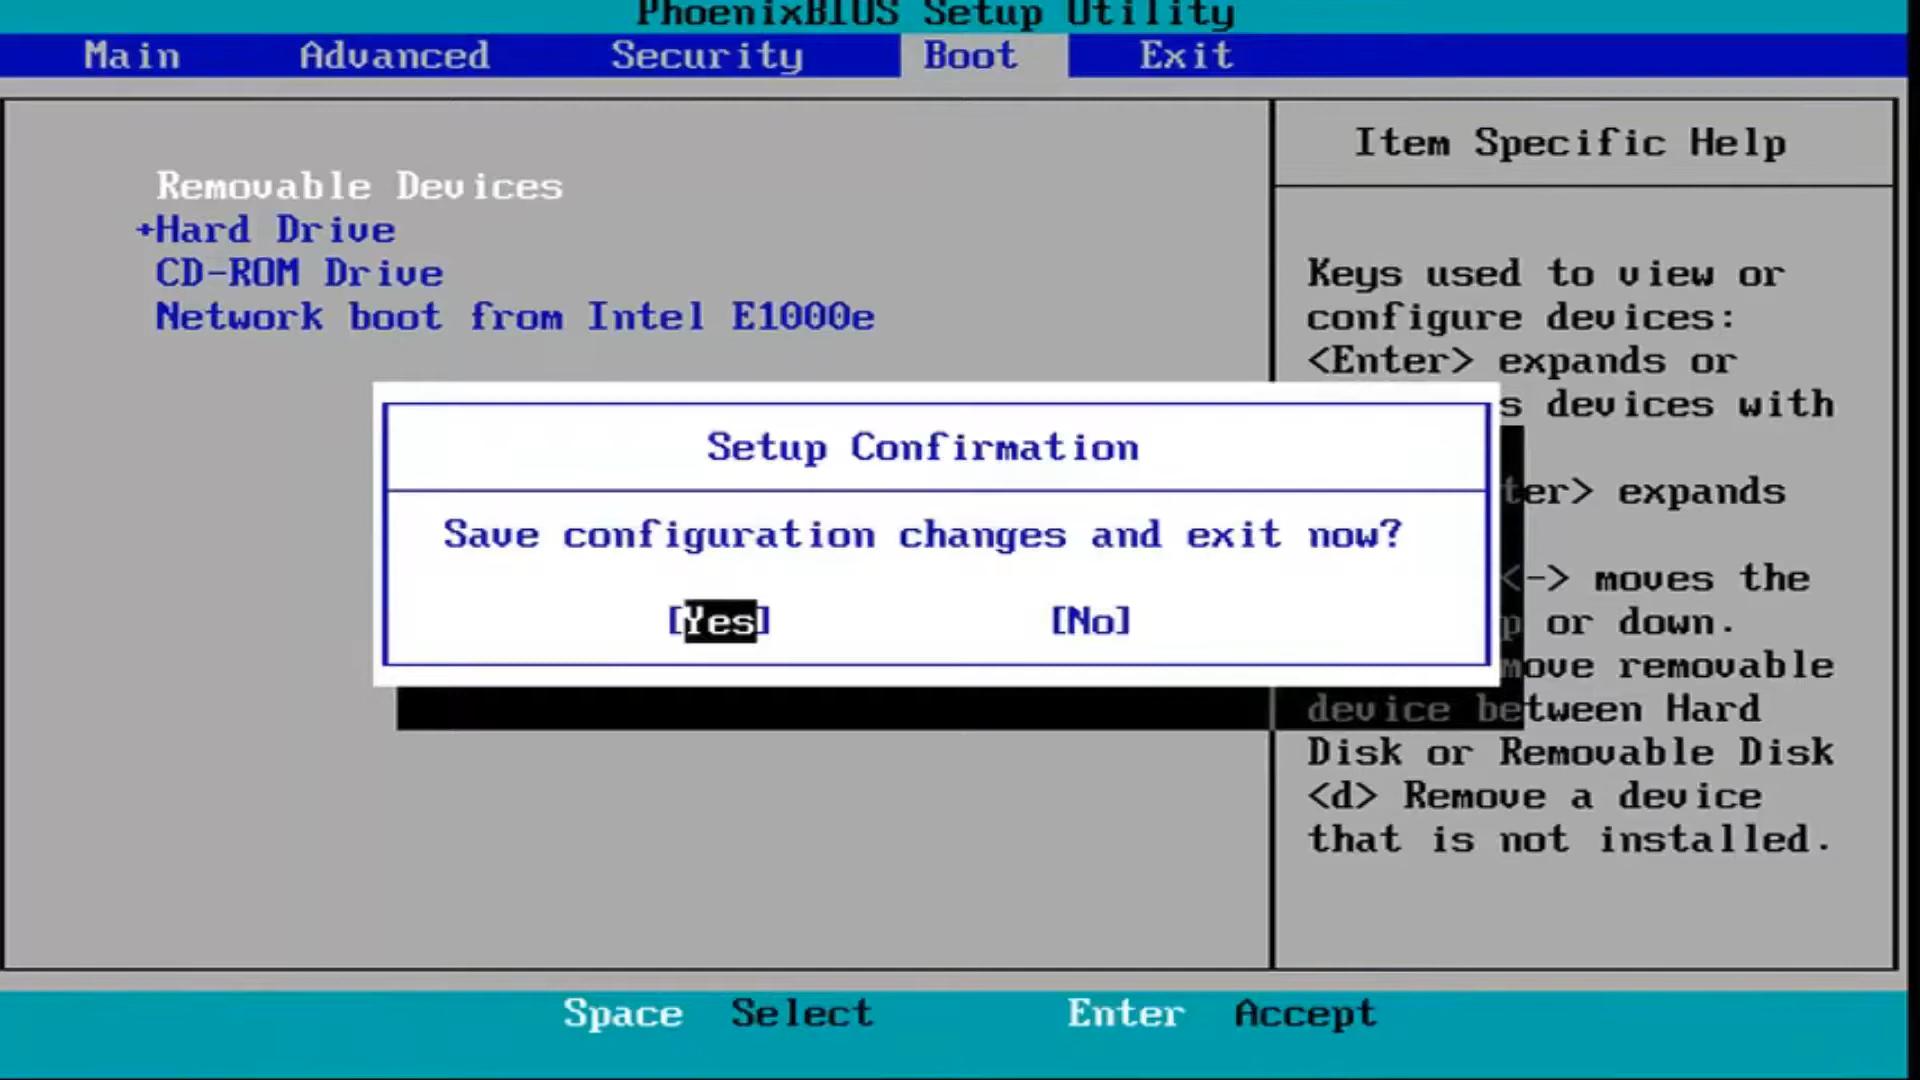 PhoenixBIOS Setup Utility
Main Advanced Security Boot Exit
Removable Devices
+Hard Drive
CD-ROM Drive
Network boot from Intel E1000e
Item Specific Help
Keys used to view or
configure devices:
<Enter> expands or
devices with
expands
<-> moves the
or down.
move removable
device between Hard
Disk or Removable Disk
<d> Remove a device
that is not installed.
Setup Confirmation
Save configuration changes and exit now?
[Yes] [No]
Space Select Enter Accept